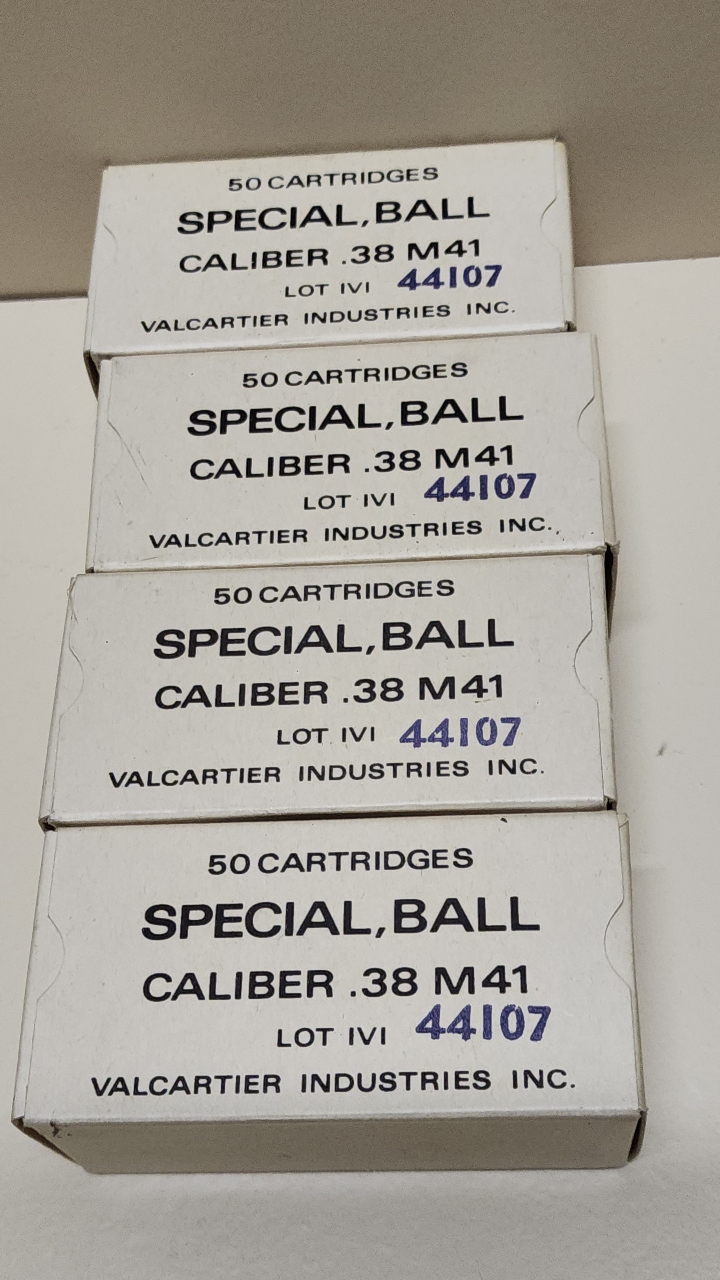 50 CARTRIDGES
SPECIAL, BALL
CALIBER .38 M41
LOT IVI 44107
VALCARTIER INDUSTRIES INC.
50 CARTRIDGES
SPECIAL, BALL
CALIBER .38 M41
LOT IVI 44107
VALCARTIER INDUSTRIES INC.
50 CARTRIDGES
SPECIAL, BALL
CALIBER .38 M41
LOT IVI 44107
VALCARTIER INDUSTRIES INC.
50 CARTRIDGES
SPECIAL, BALL
CALIBER .38 M41
LOT IVI 44107
VALCARTIER INDUSTRIES INC.